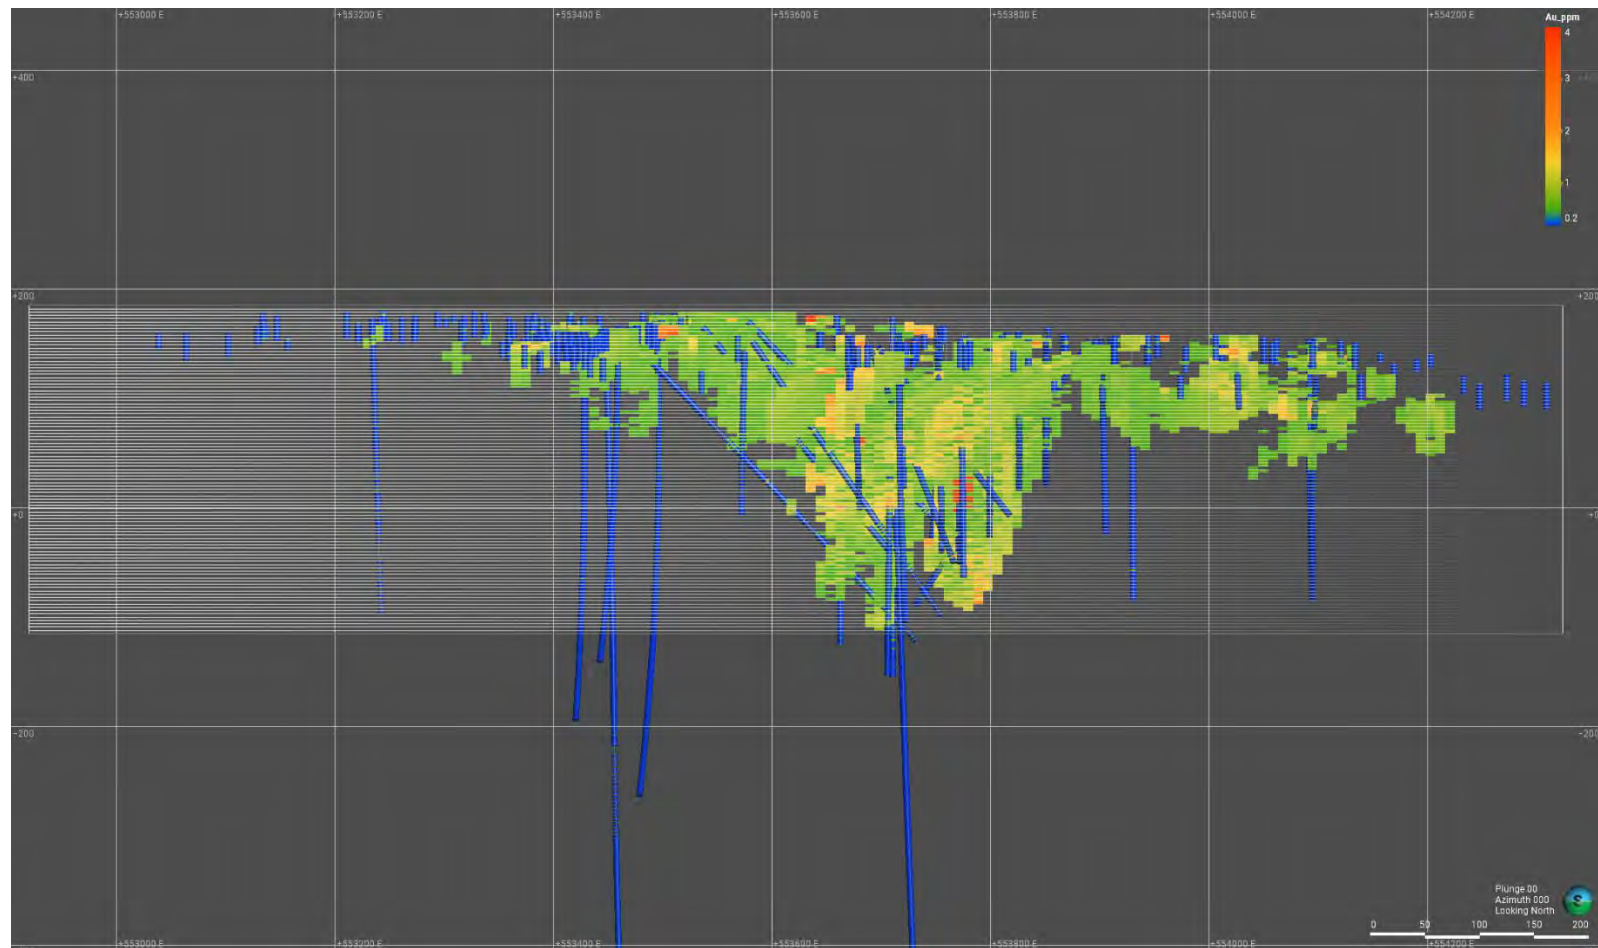 +553000 E +553200 E +553400 E +553600 E +553800 E +554000 E +554200 E
Au_ppm
4
+400
3
2
1
0.2
+200 +200
+0 +0
-200 -200
Plunge 00
Azimuth 000
Looking North
S
0 50 100 150 200
+553000 E +553200 E +553400 E +553600 E +553800 E +554000 E +554200 E